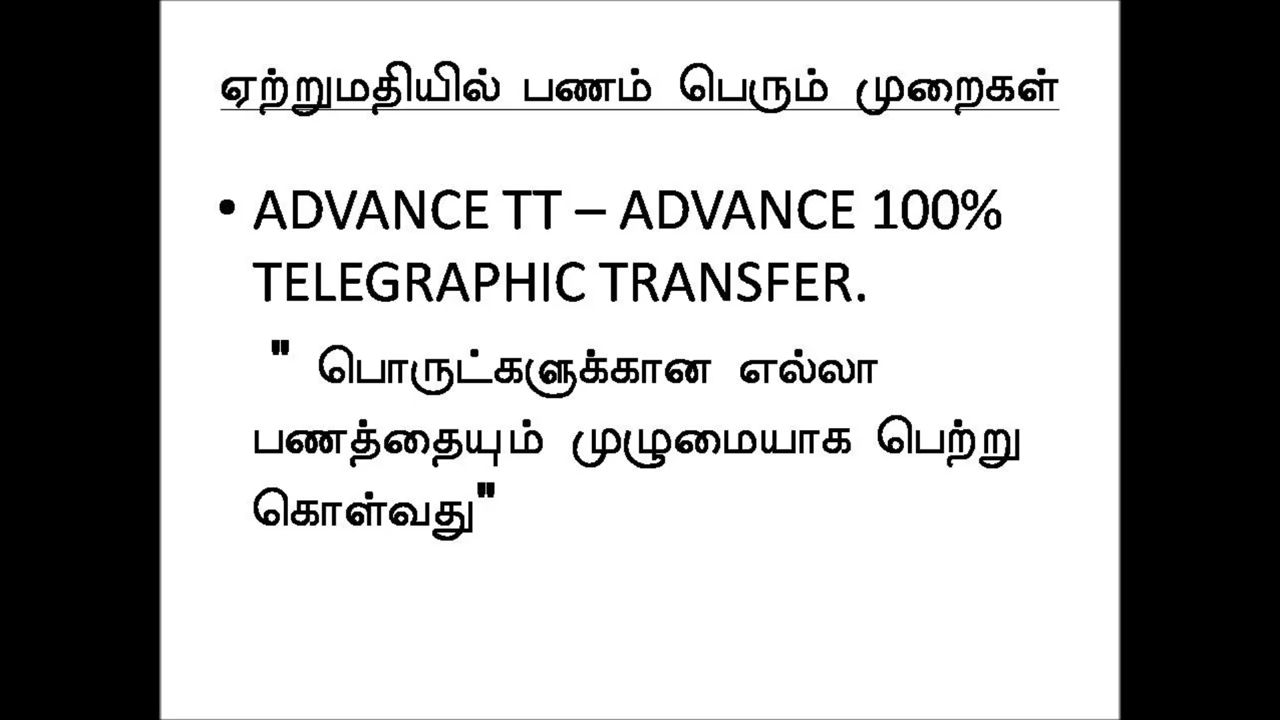 ஏற்றுமதியில் பணம் பெரும் முறைகள்
• ADVANCE TT – ADVANCE 100%
TELEGRAPHIC TRANSFER.
" பொருட்களுக்கான எல்லா
பணத்தையும் முழுமையாக பெற்று
கொள்வது"